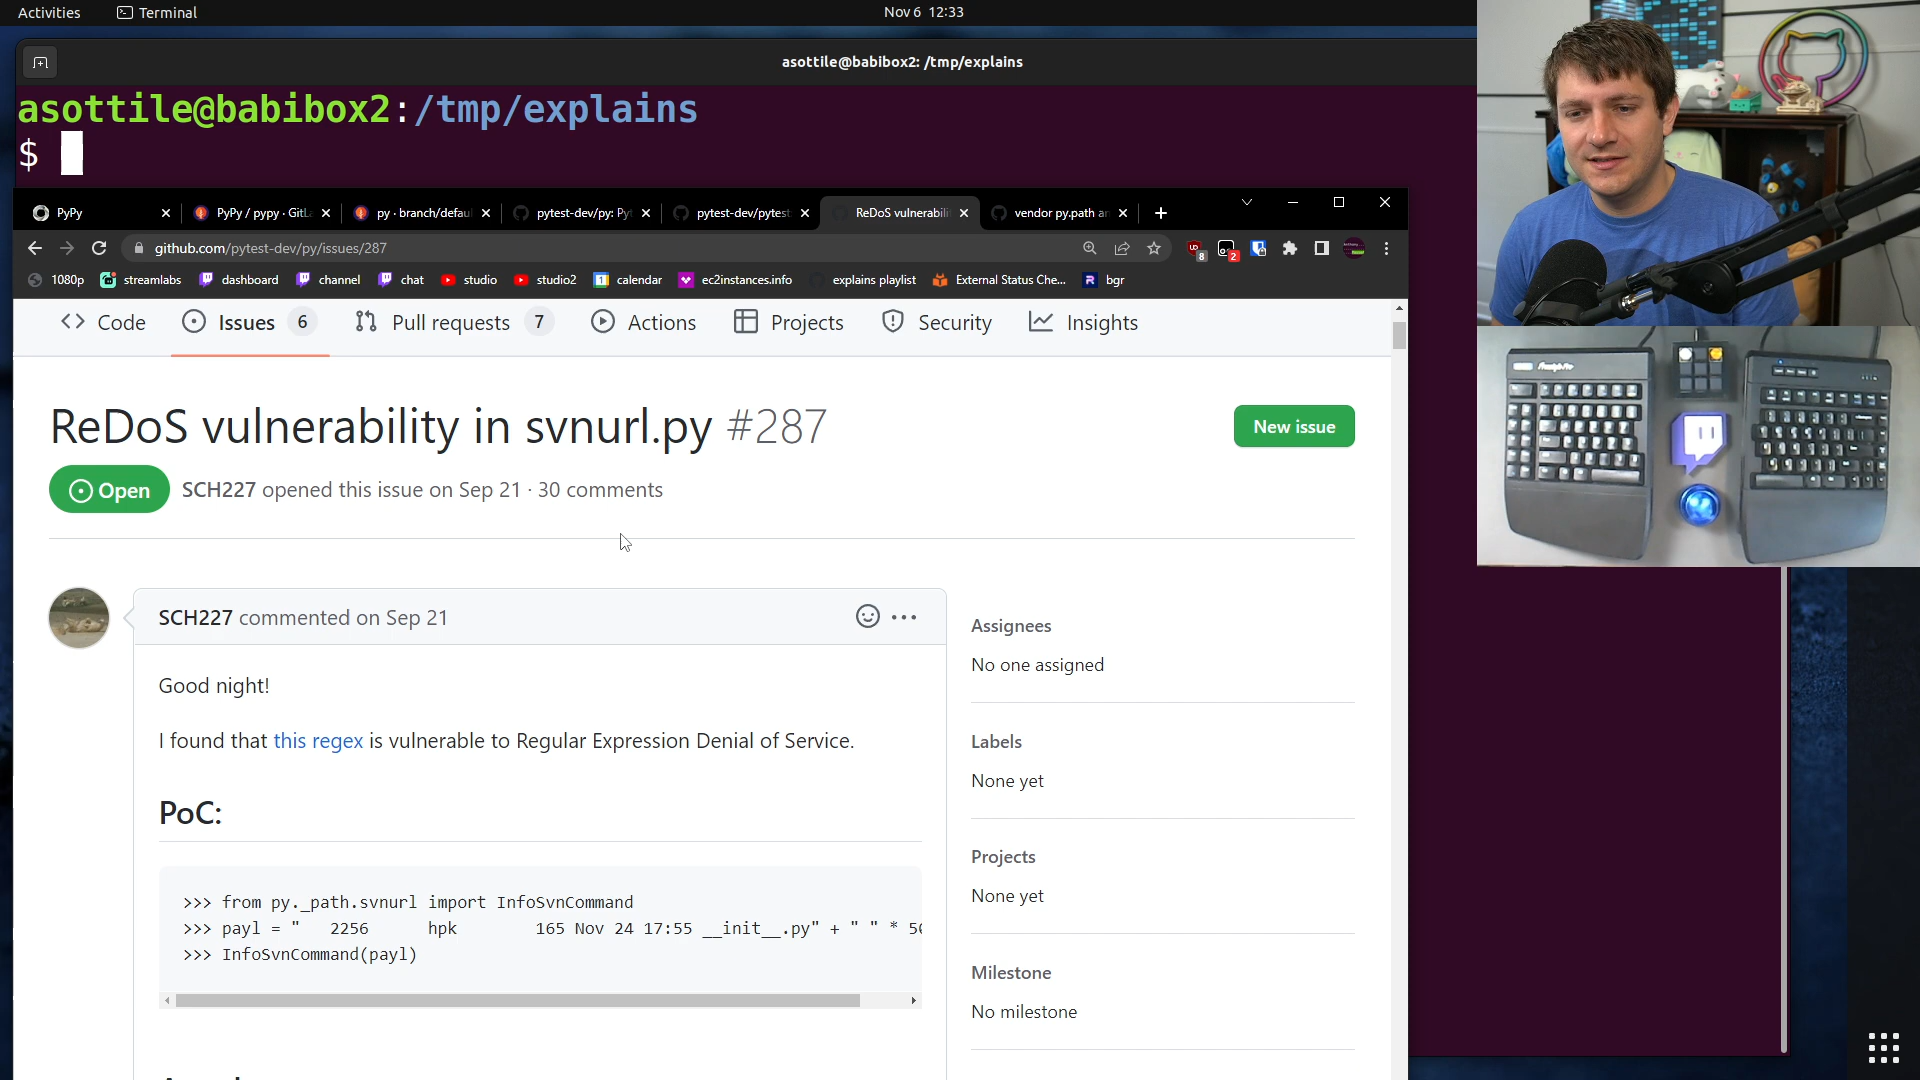 Activities
Terminal
Nov 6 12:33
asottile@babibox2: /tmp/explains
asottile@babibox2:/tmp/explains
$
PyPy
PyPy / pypy · GitL
py · branch/defau
pytest-dev/py: Py
pytest-dev/pytest
ReDoS vulnerabili
vendor py.path an
github.com/pytest-dev/py/issues/287
8
2
1080p
streamlabs
dashboard
channel
chat
studio
studio2
calendar
ec2instances.info
explains playlist
External Status Che...
bgr
Code
Issues 6
Pull requests 7
Actions
Projects
Security
Insights
ReDoS vulnerability in svnurl.py #287
New issue
Open
SCH227 opened this issue on Sep 21 · 30 comments
SCH227 commented on Sep 21
Good night!
I found that this regex is vulnerable to Regular Expression Denial of Service.
PoC:
>>> from py._path.svnurl import InfoSvnCommand
>>> payl = "   2256      hpk        165 Nov 24 17:55 __init__.py" + " " * 50
>>> InfoSvnCommand(payl)
Assignees
No one assigned
Labels
None yet
Projects
None yet
Milestone
No milestone